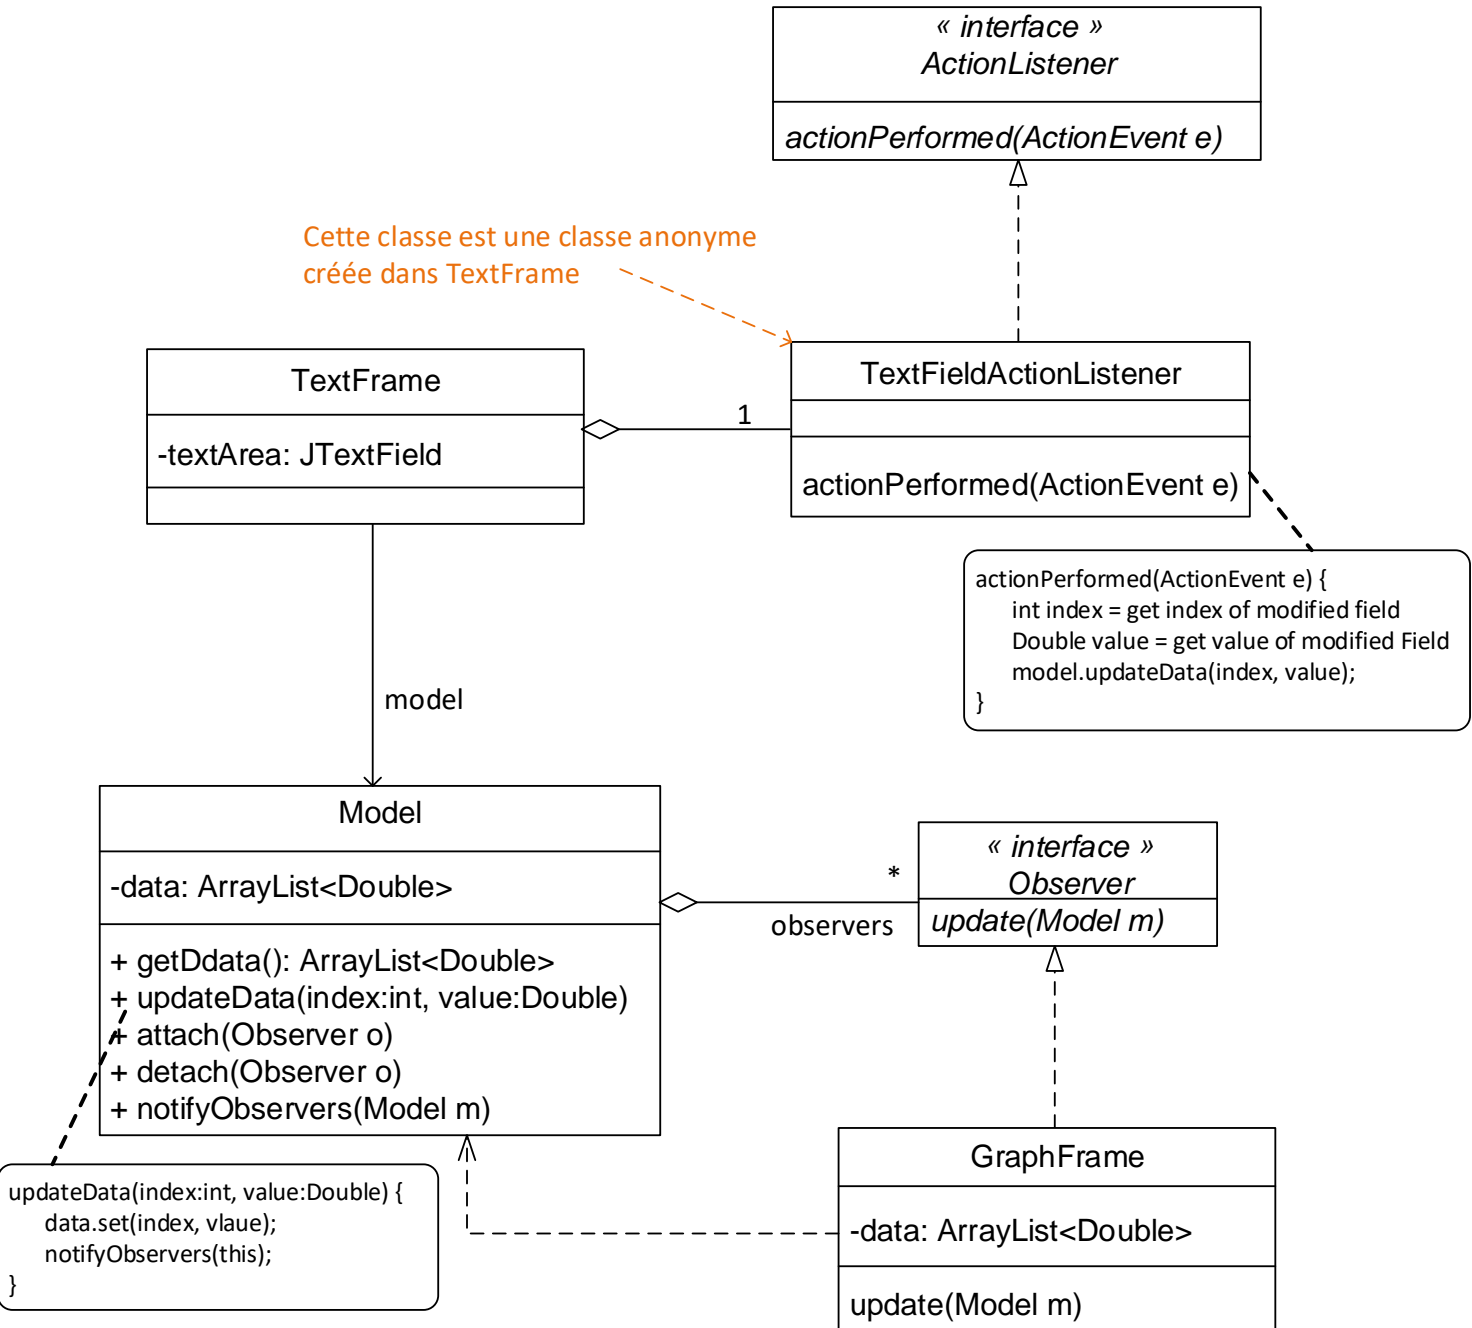 « interface »
ActionListener
actionPerformed(ActionEvent e)
Cette classe est une classe anonyme
créée dans TextFrame
TextFrame
-textArea: JTextField
1
TextFieldActionListener
actionPerformed(ActionEvent e)
actionPerformed(ActionEvent e) {
int index = get index of modified field
Double value = get value of modified Field
model.updateData(index, value);
}
model
Model
-data: ArrayList<Double>
+ getDdata(): ArrayList<Double>
+ updateData(index:int, value:Double)
+ attach(Observer o)
+ detach(Observer o)
+ notifyObservers(Model m)
*
observers
« interface »
Observer
update(Model m)
updateData(index:int, value:Double) {
data.set(index, vlaue);
notifyObservers(this);
}
GraphFrame
-data: ArrayList<Double>
update(Model m)